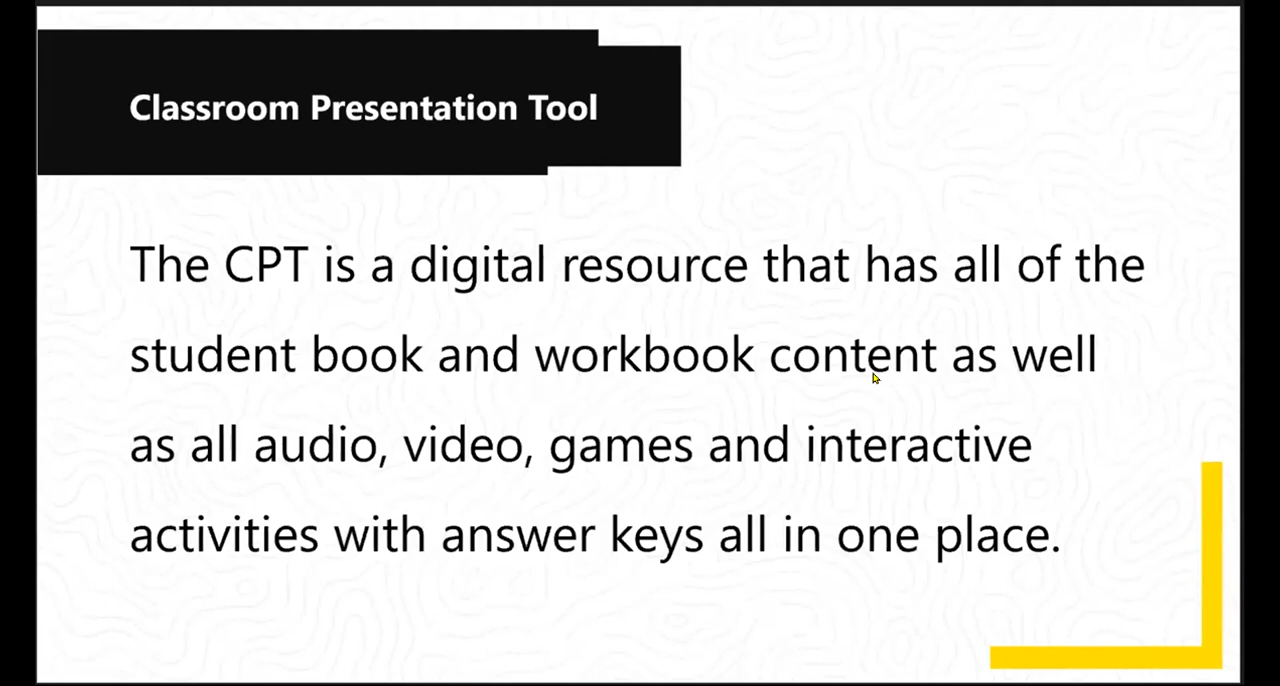 Classroom Presentation Tool
The CPT is a digital resource that has all of the
student book and workbook content as well
as all audio, video, games and interactive
activities with answer keys all in one place.